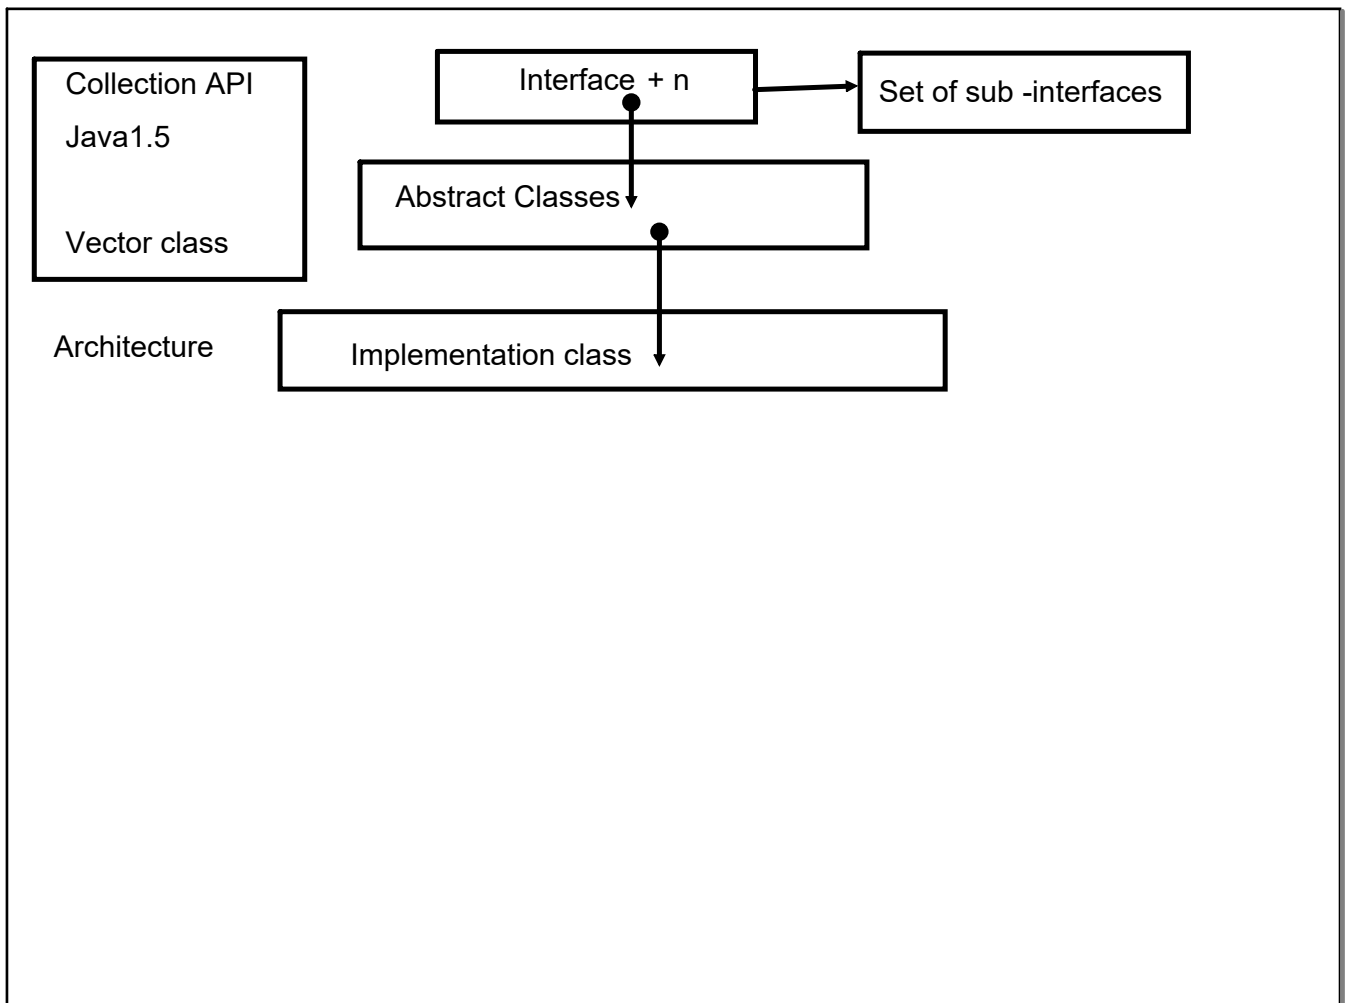 Collection API
Java1.5
Vector class
Interface + n
Set of sub -interfaces
Abstract Classes
Architecture
Implementation class